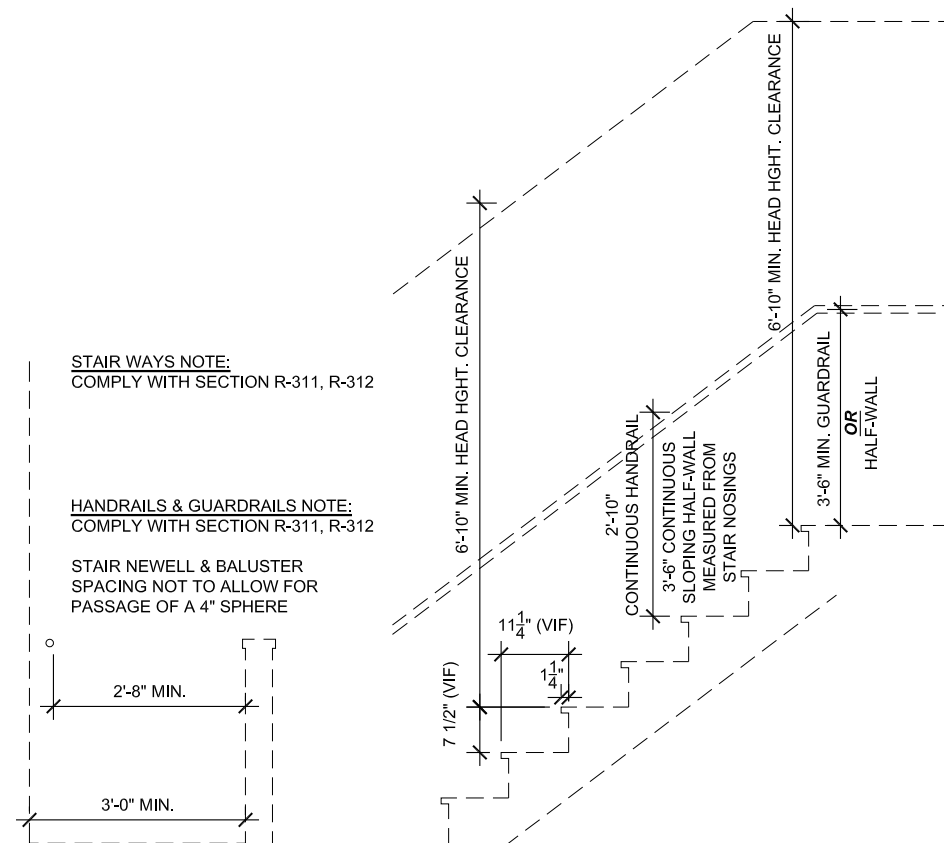 STAIR WAYS NOTE:
COMPLY WITH SECTION R-311, R-312
HANDRAILS & GUARDRAILS NOTE:
COMPLY WITH SECTION R-311, R-312
STAIR NEWELL & BALUSTER
SPACING NOT TO ALLOW FOR
PASSAGE OF A 4" SPHERE
2'-8" MIN.
3'-0" MIN.
6'-10" MIN. HEAD HGHT. CLEARANCE
7 1/2" (VIF)
11 1/4" (VIF)
1 1/4"
2'-10"
CONTINUOUS HANDRAIL
3'-6" CONTINUOUS
SLOPING HALF-WALL
MEASURED FROM
STAIR NOSINGS
6'-10" MIN. HEAD HGHT. CLEARANCE
3'-6" MIN. GUARDRAIL
OR
HALF-WALL